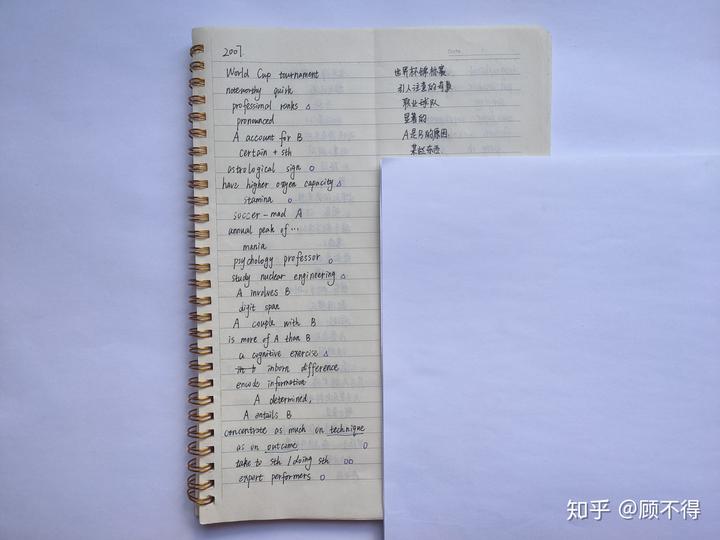 2007.
Date
World Cup tournament 世界杯锦标赛
noteworthy quirk 引人注意的奇事
professional ranks △ 职业球队
pronounced 显著的
A account for B A是B的原因.
certain + sth 某些东西
astrological sign ○
have higher oxygen capacity △
stamina ○
soccer-mad A
annual peak of …
mania
psychology professor ○
study nuclear engineering △
A involves B
digit span
A couple with B
is more of A than B
a cognitive exercise △
inborn difference
encode information
A determined,
A entails B
concentrate as much on technique
as on outcome ○
take to sth / doing sth ○○
expert performers ○
知乎 @顾不得